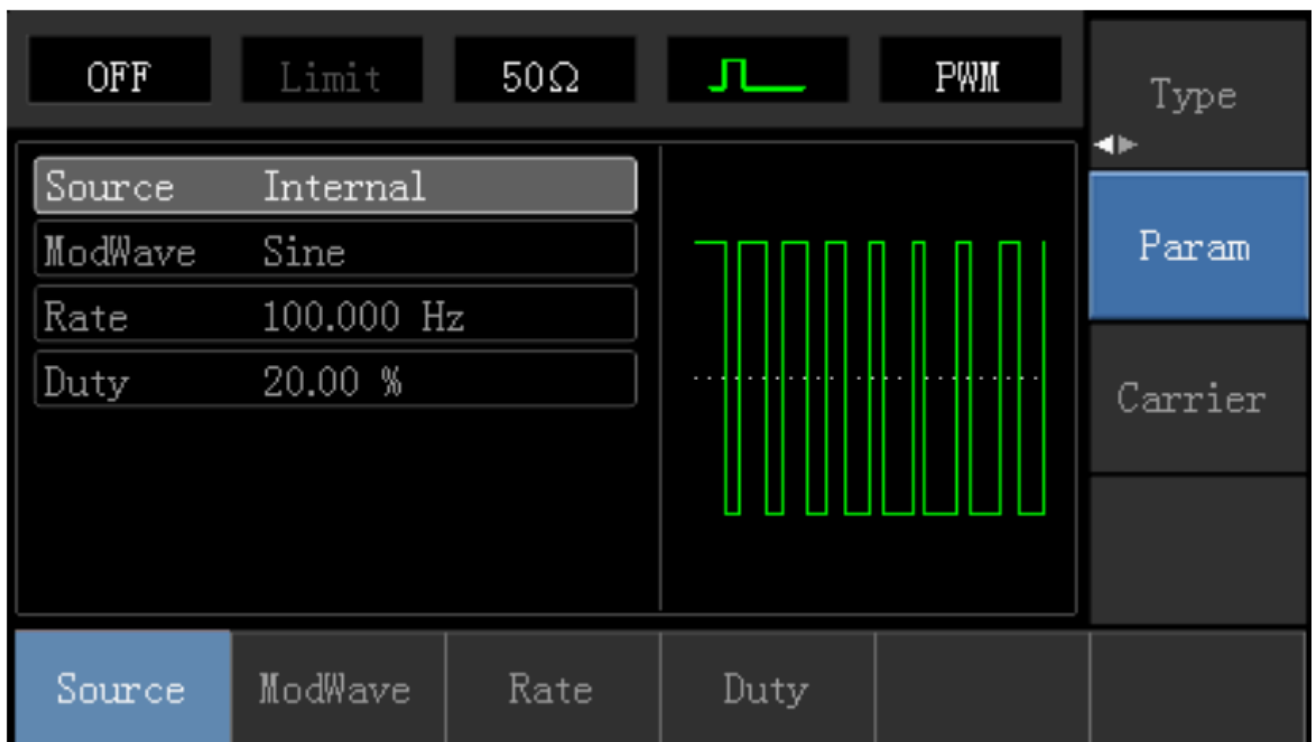 OFF Limit 50Ω PWM
Type
Source Internal
ModWave Sine
Rate 100.000 Hz
Duty 20.00 %
Param
Carrier
Source ModWave Rate Duty